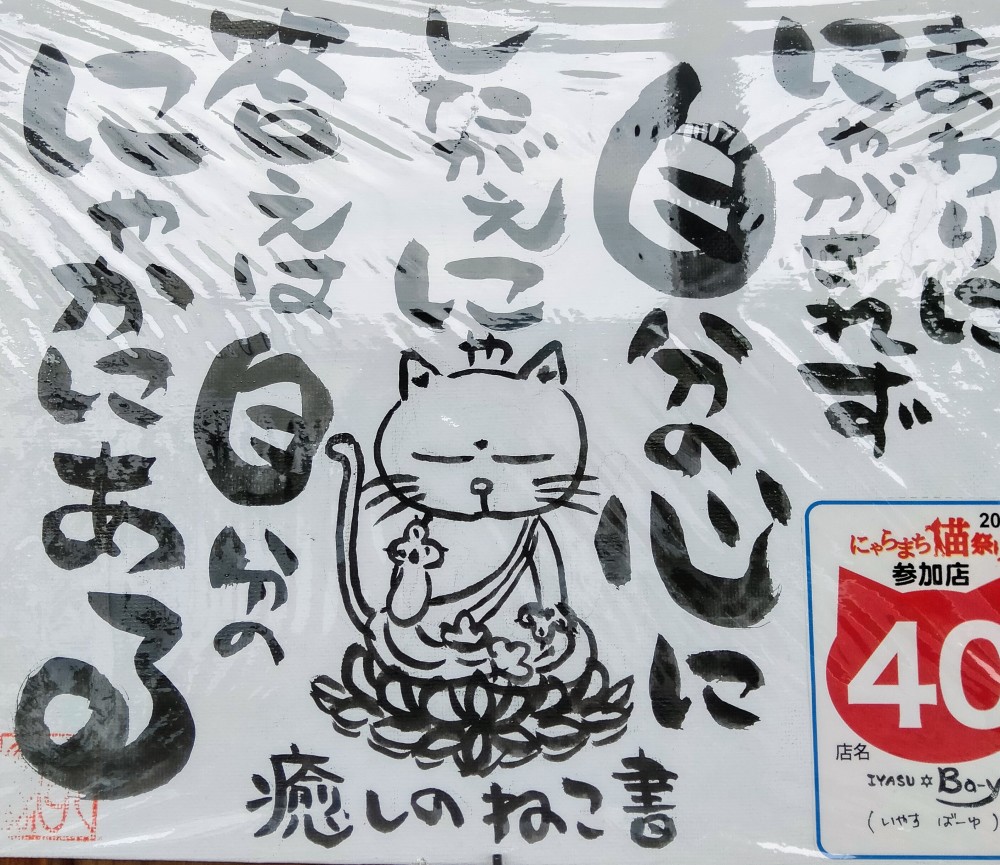 まわりに
にゃがされず
自分の心に
したがえにゃ
答えは
自分の
にゃかにある
癒しのねこ書
20
にゃらまち猫祭り
参加店
40
店名
IYASU☆Ba-y
(いやす ばーゆ)